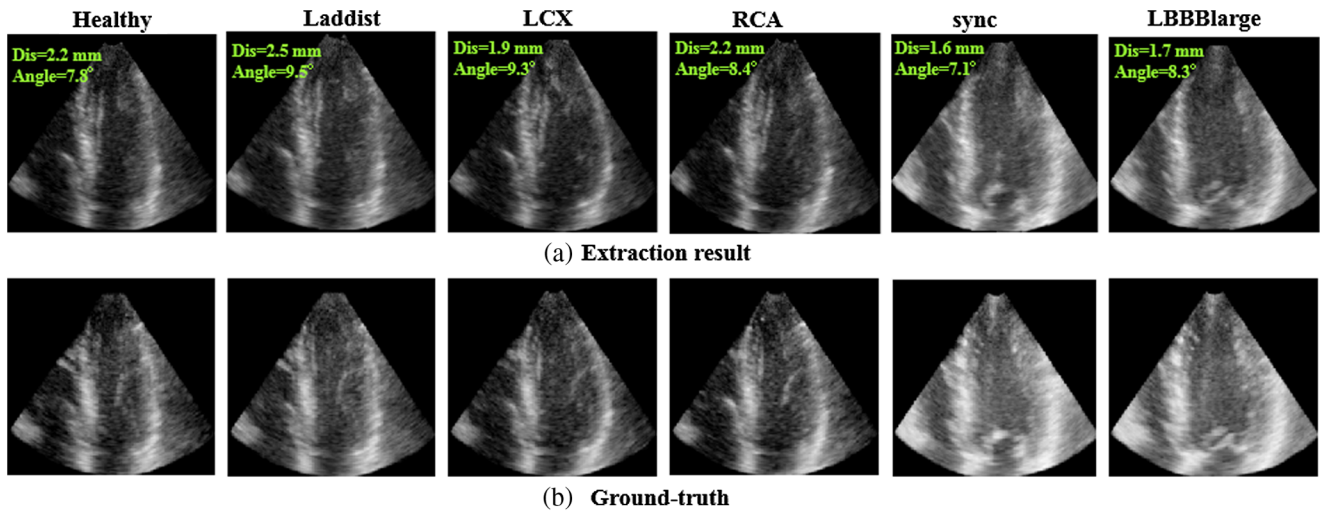 Healthy Laddist LCX RCA sync LBBBlarge
Dis=2.2 mm
Angle=7.8°
Dis=2.5 mm
Angle=9.5°
Dis=1.9 mm
Angle=9.3°
Dis=2.2 mm
Angle=8.4°
Dis=1.6 mm
Angle=7.1°
Dis=1.7 mm
Angle=8.3°
(a) Extraction result
(b) Ground-truth